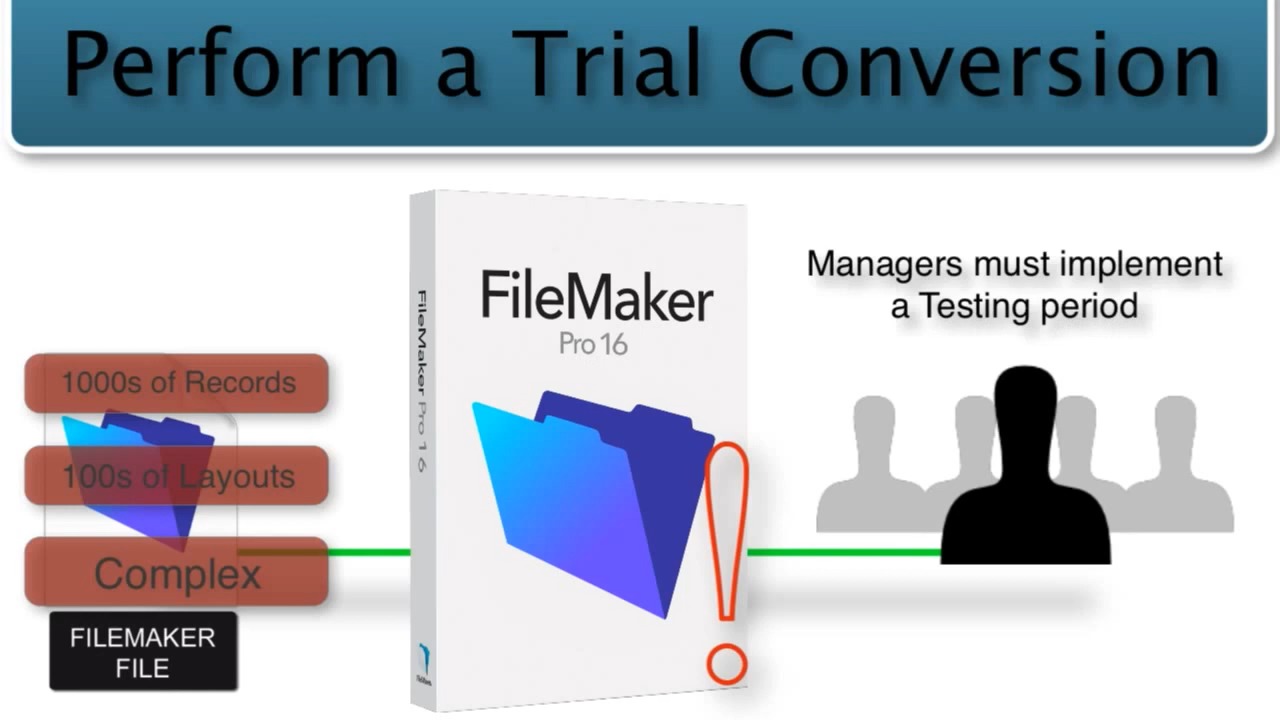 Perform a Trial Conversion
FileMaker
Pro 16
FileMaker Pro 16
Managers must implement
a Testing period
1000s of Records
100s of Layouts
Complex
FILEMAKER
FILE